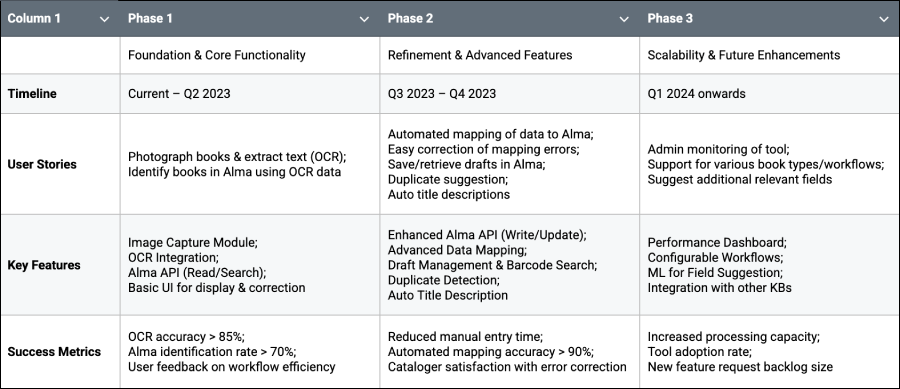 Column 1
Phase 1
Phase 2
Phase 3
Foundation & Core Functionality
Refinement & Advanced Features
Scalability & Future Enhancements
Timeline
Current – Q2 2023
Q3 2023 – Q4 2023
Q1 2024 onwards
User Stories
Photograph books & extract text (OCR);
Identify books in Alma using OCR data
Automated mapping of data to Alma;
Easy correction of mapping errors;
Save/retrieve drafts in Alma;
Duplicate suggestion;
Auto title descriptions
Admin monitoring of tool;
Support for various book types/workflows;
Suggest additional relevant fields
Key Features
Image Capture Module;
OCR Integration;
Alma API (Read/Search);
Basic UI for display & correction
Enhanced Alma API (Write/Update);
Advanced Data Mapping;
Draft Management & Barcode Search;
Duplicate Detection;
Auto Title Description
Performance Dashboard;
Configurable Workflows;
ML for Field Suggestion;
Integration with other KBs
Success Metrics
OCR accuracy > 85%;
Alma identification rate > 70%;
User feedback on workflow efficiency
Reduced manual entry time;
Automated mapping accuracy > 90%;
Cataloger satisfaction with error correction
Increased processing capacity;
Tool adoption rate;
New feature request backlog size